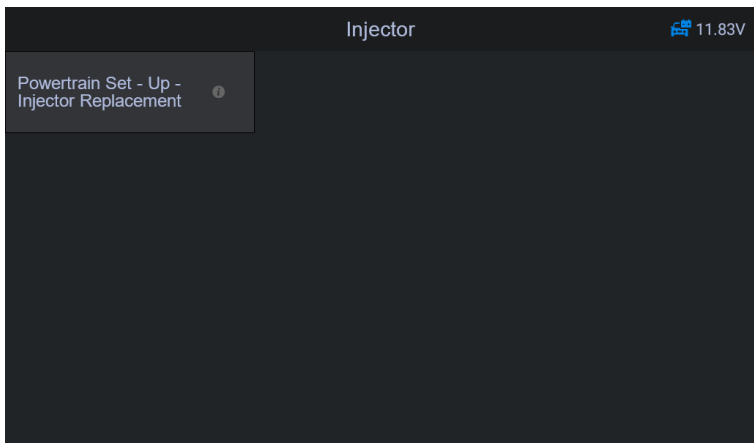 Injector
11.83V
Powertrain Set - Up -
Injector Replacement